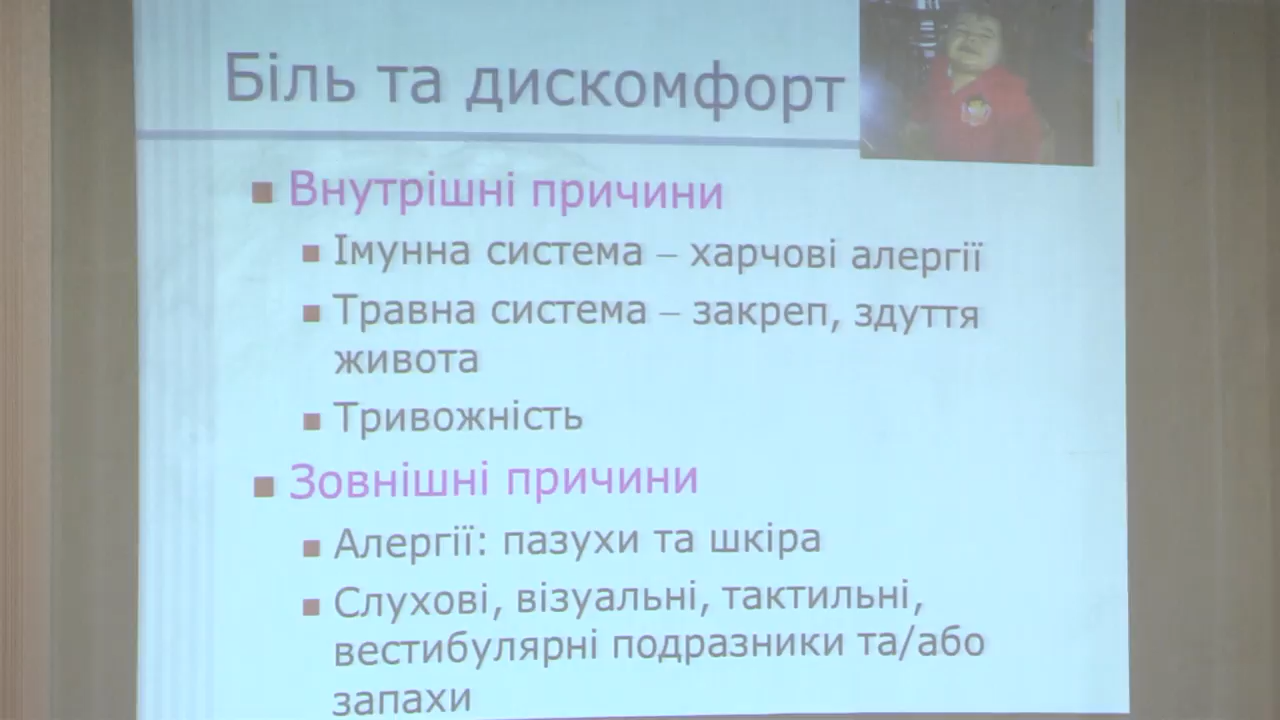 Біль та дискомфорт
Внутрішні причини
Імунна система – харчові алергії
Травна система – закреп, здуття
живота
Тривожність
Зовнішні причини
Алергії: пазухи та шкіра
Слухові, візуальні, тактильні,
вестибулярні подразники та/або
запахи